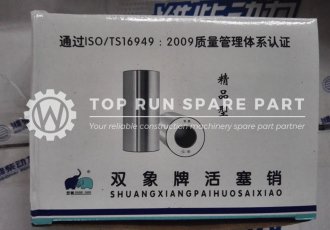 通过ISO/TS16949：2009质量管理体系认证
精品型
TOP RUN SPARE PART
Your reliable construction machinery spare part partner
双象牌活塞销
SHUANGXIANGPAIHUOSAIXIAO